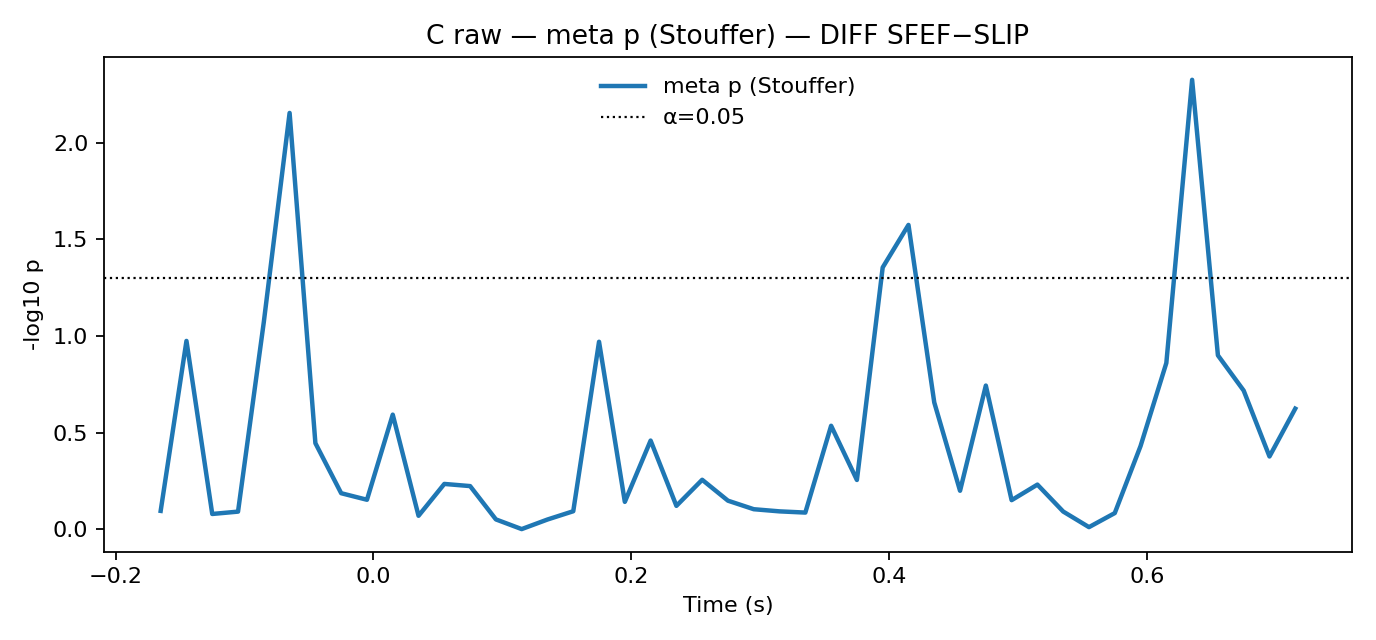 C raw — meta p (Stouffer) — DIFF SFEF−SLIP
meta p (Stouffer)
α=0.05
-log10 p
2.0
1.5
1.0
0.5
0.0
−0.2
0.0
0.2
0.4
0.6
Time (s)